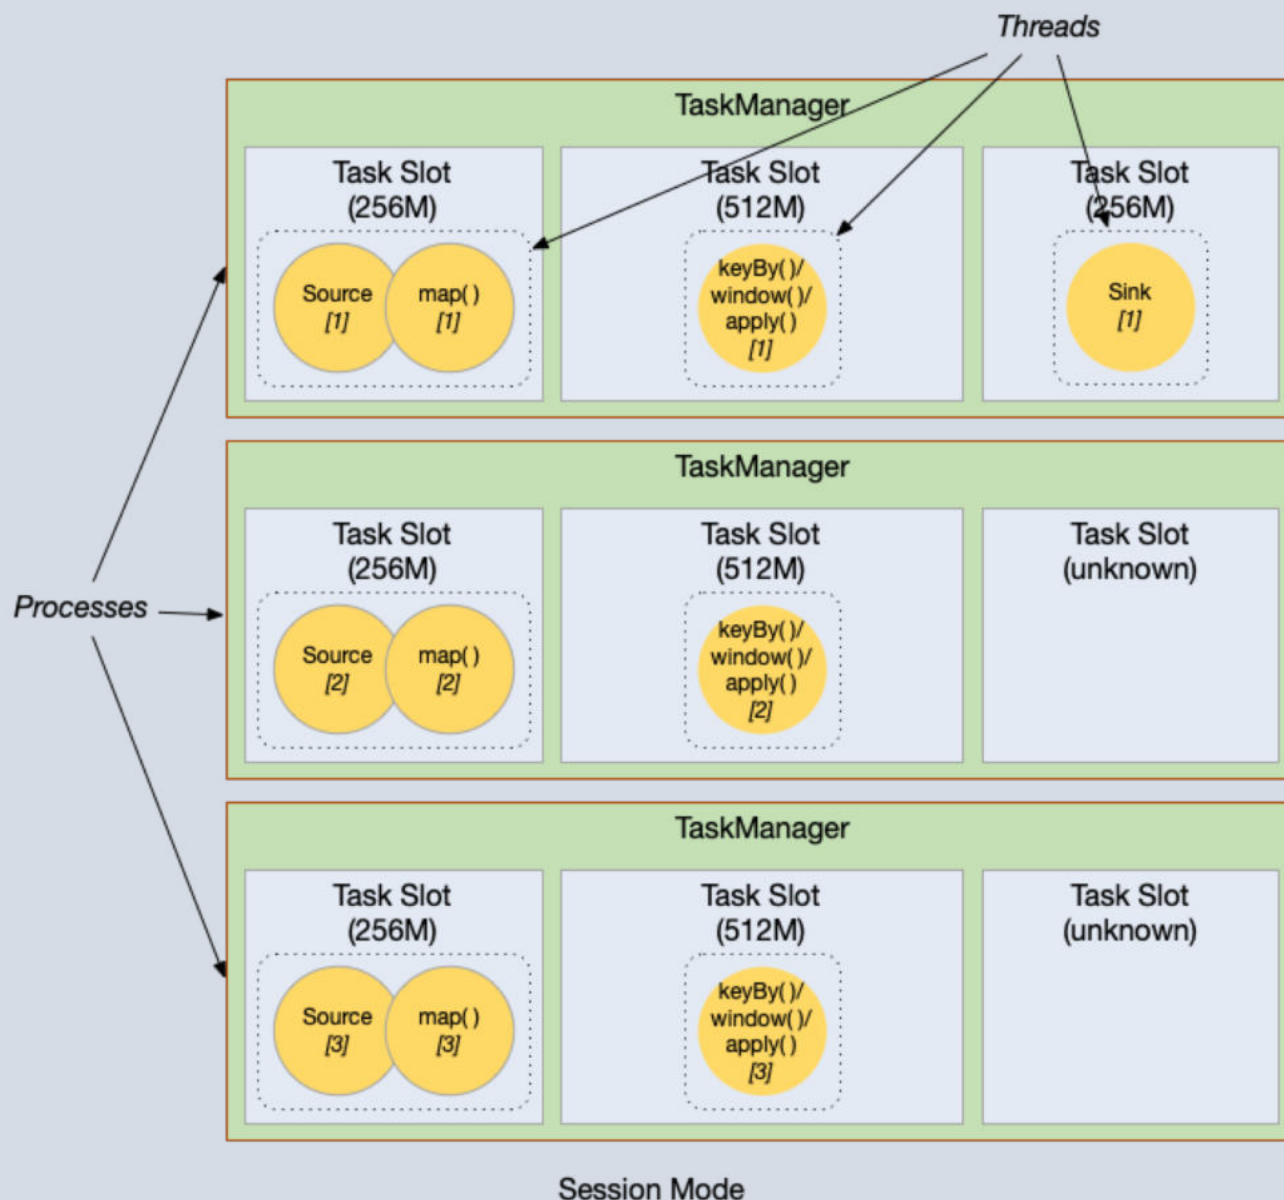 Threads
TaskManager
Task Slot
(256M)
Task Slot
(512M)
Task Slot
(256M)
Source
[1]
map( )
[1]
keyBy( )/
window( )/
apply( )
[1]
Sink
[1]
TaskManager
Task Slot
(256M)
Task Slot
(512M)
Task Slot
(unknown)
Processes
Source
[2]
map( )
[2]
keyBy( )/
window( )/
apply( )
[2]
TaskManager
Task Slot
(256M)
Task Slot
(512M)
Task Slot
(unknown)
Source
[3]
map( )
[3]
keyBy( )/
window( )/
apply( )
[3]
Session Mode